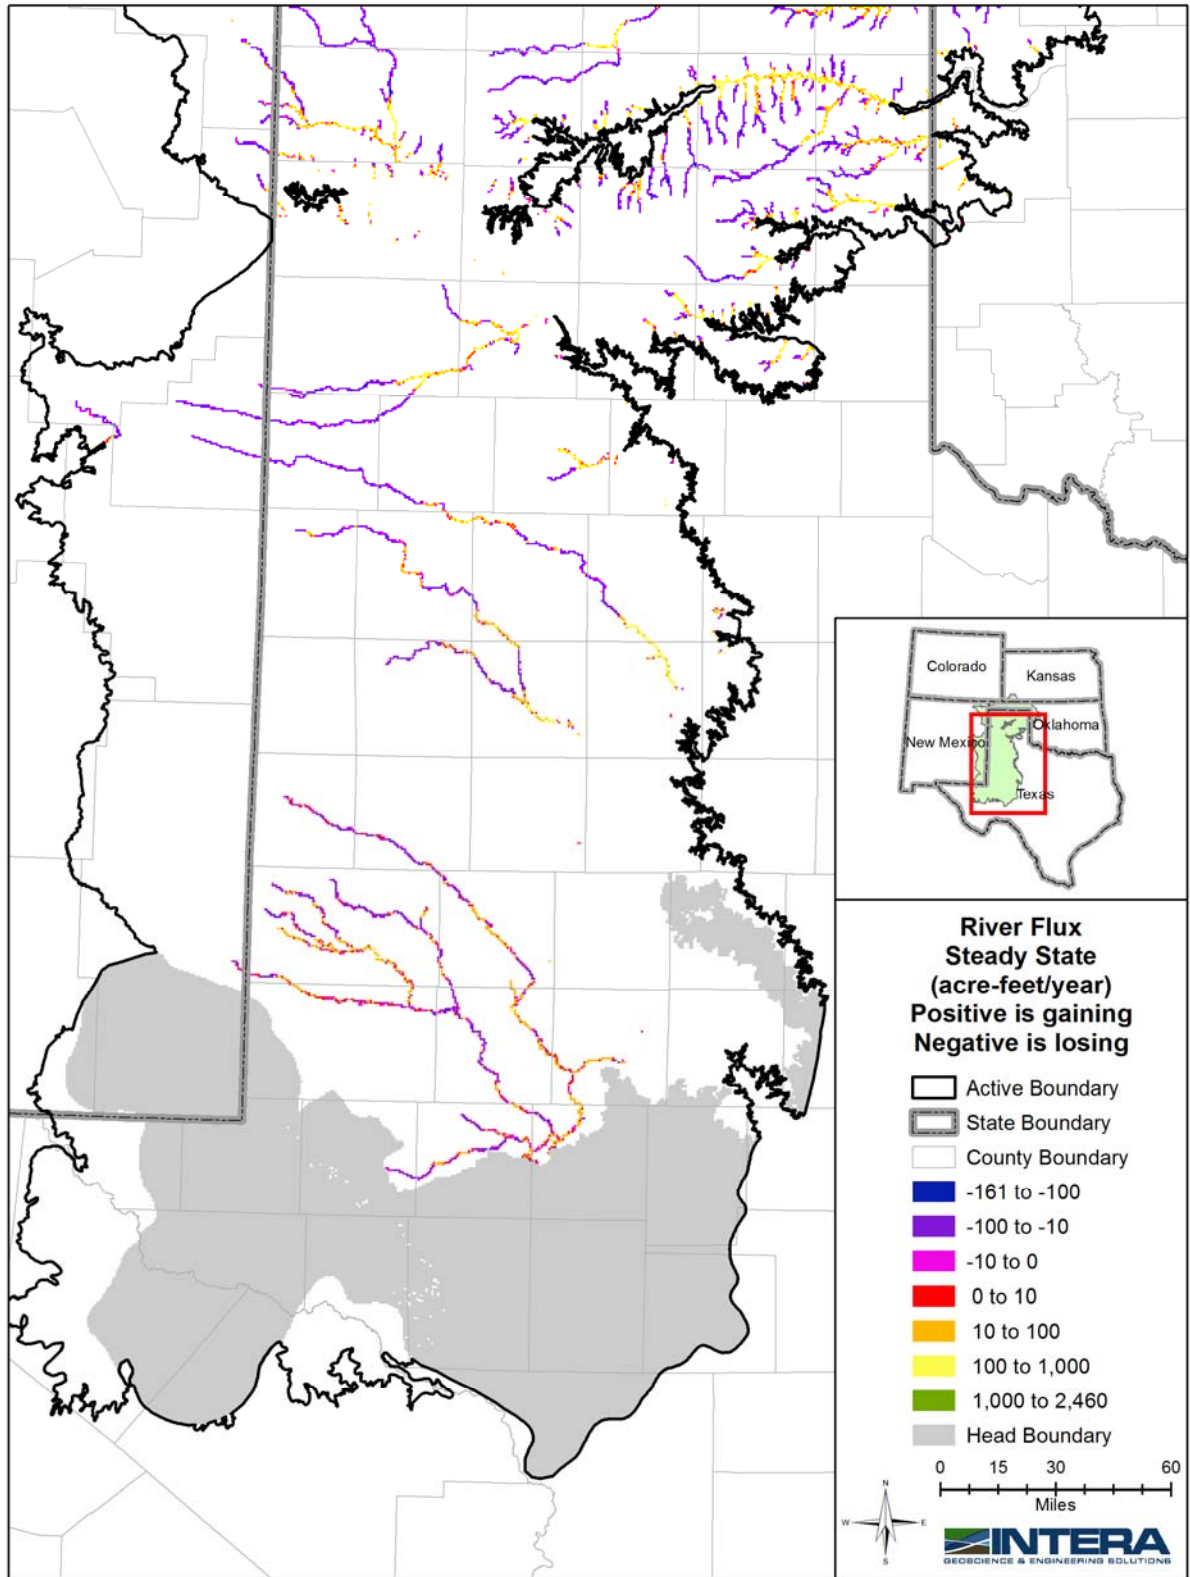 Colorado
Kansas
New Mexico
Oklahoma
Texas
River Flux
Steady State
(acre-feet/year)
Positive is gaining
Negative is losing
Active Boundary
State Boundary
County Boundary
-161 to -100
-100 to -10
-10 to 0
0 to 10
10 to 100
100 to 1,000
1,000 to 2,460
Head Boundary
0 15 30 60
Miles
N
W E
S
INTERA
GEOSCIENCE & ENGINEERING SOLUTIONS